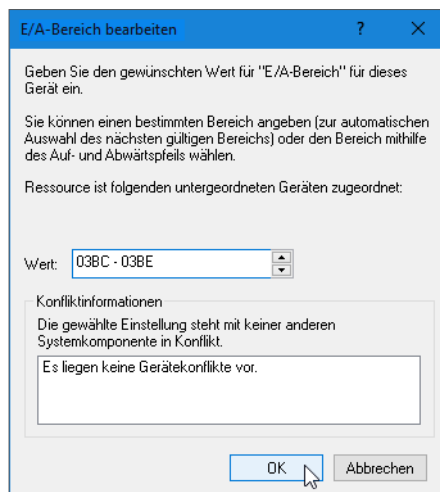 E/A-Bereich bearbeiten
Geben Sie den gewünschten Wert für "E/A-Bereich" für dieses
Gerät ein.
Sie können einen bestimmten Bereich angeben (zur automatischen
Auswahl des nächsten gültigen Bereichs) oder den Bereich mithilfe
des Auf- und Abwärtspfeils wählen.
Ressource ist folgenden untergeordneten Geräten zugeordnet:
Wert: 03BC - 03BE
Konfliktinformationen
Die gewählte Einstellung steht mit keiner anderen
Systemkomponente in Konflikt.
Es liegen keine Gerätekonflikte vor.
OK Abbrechen